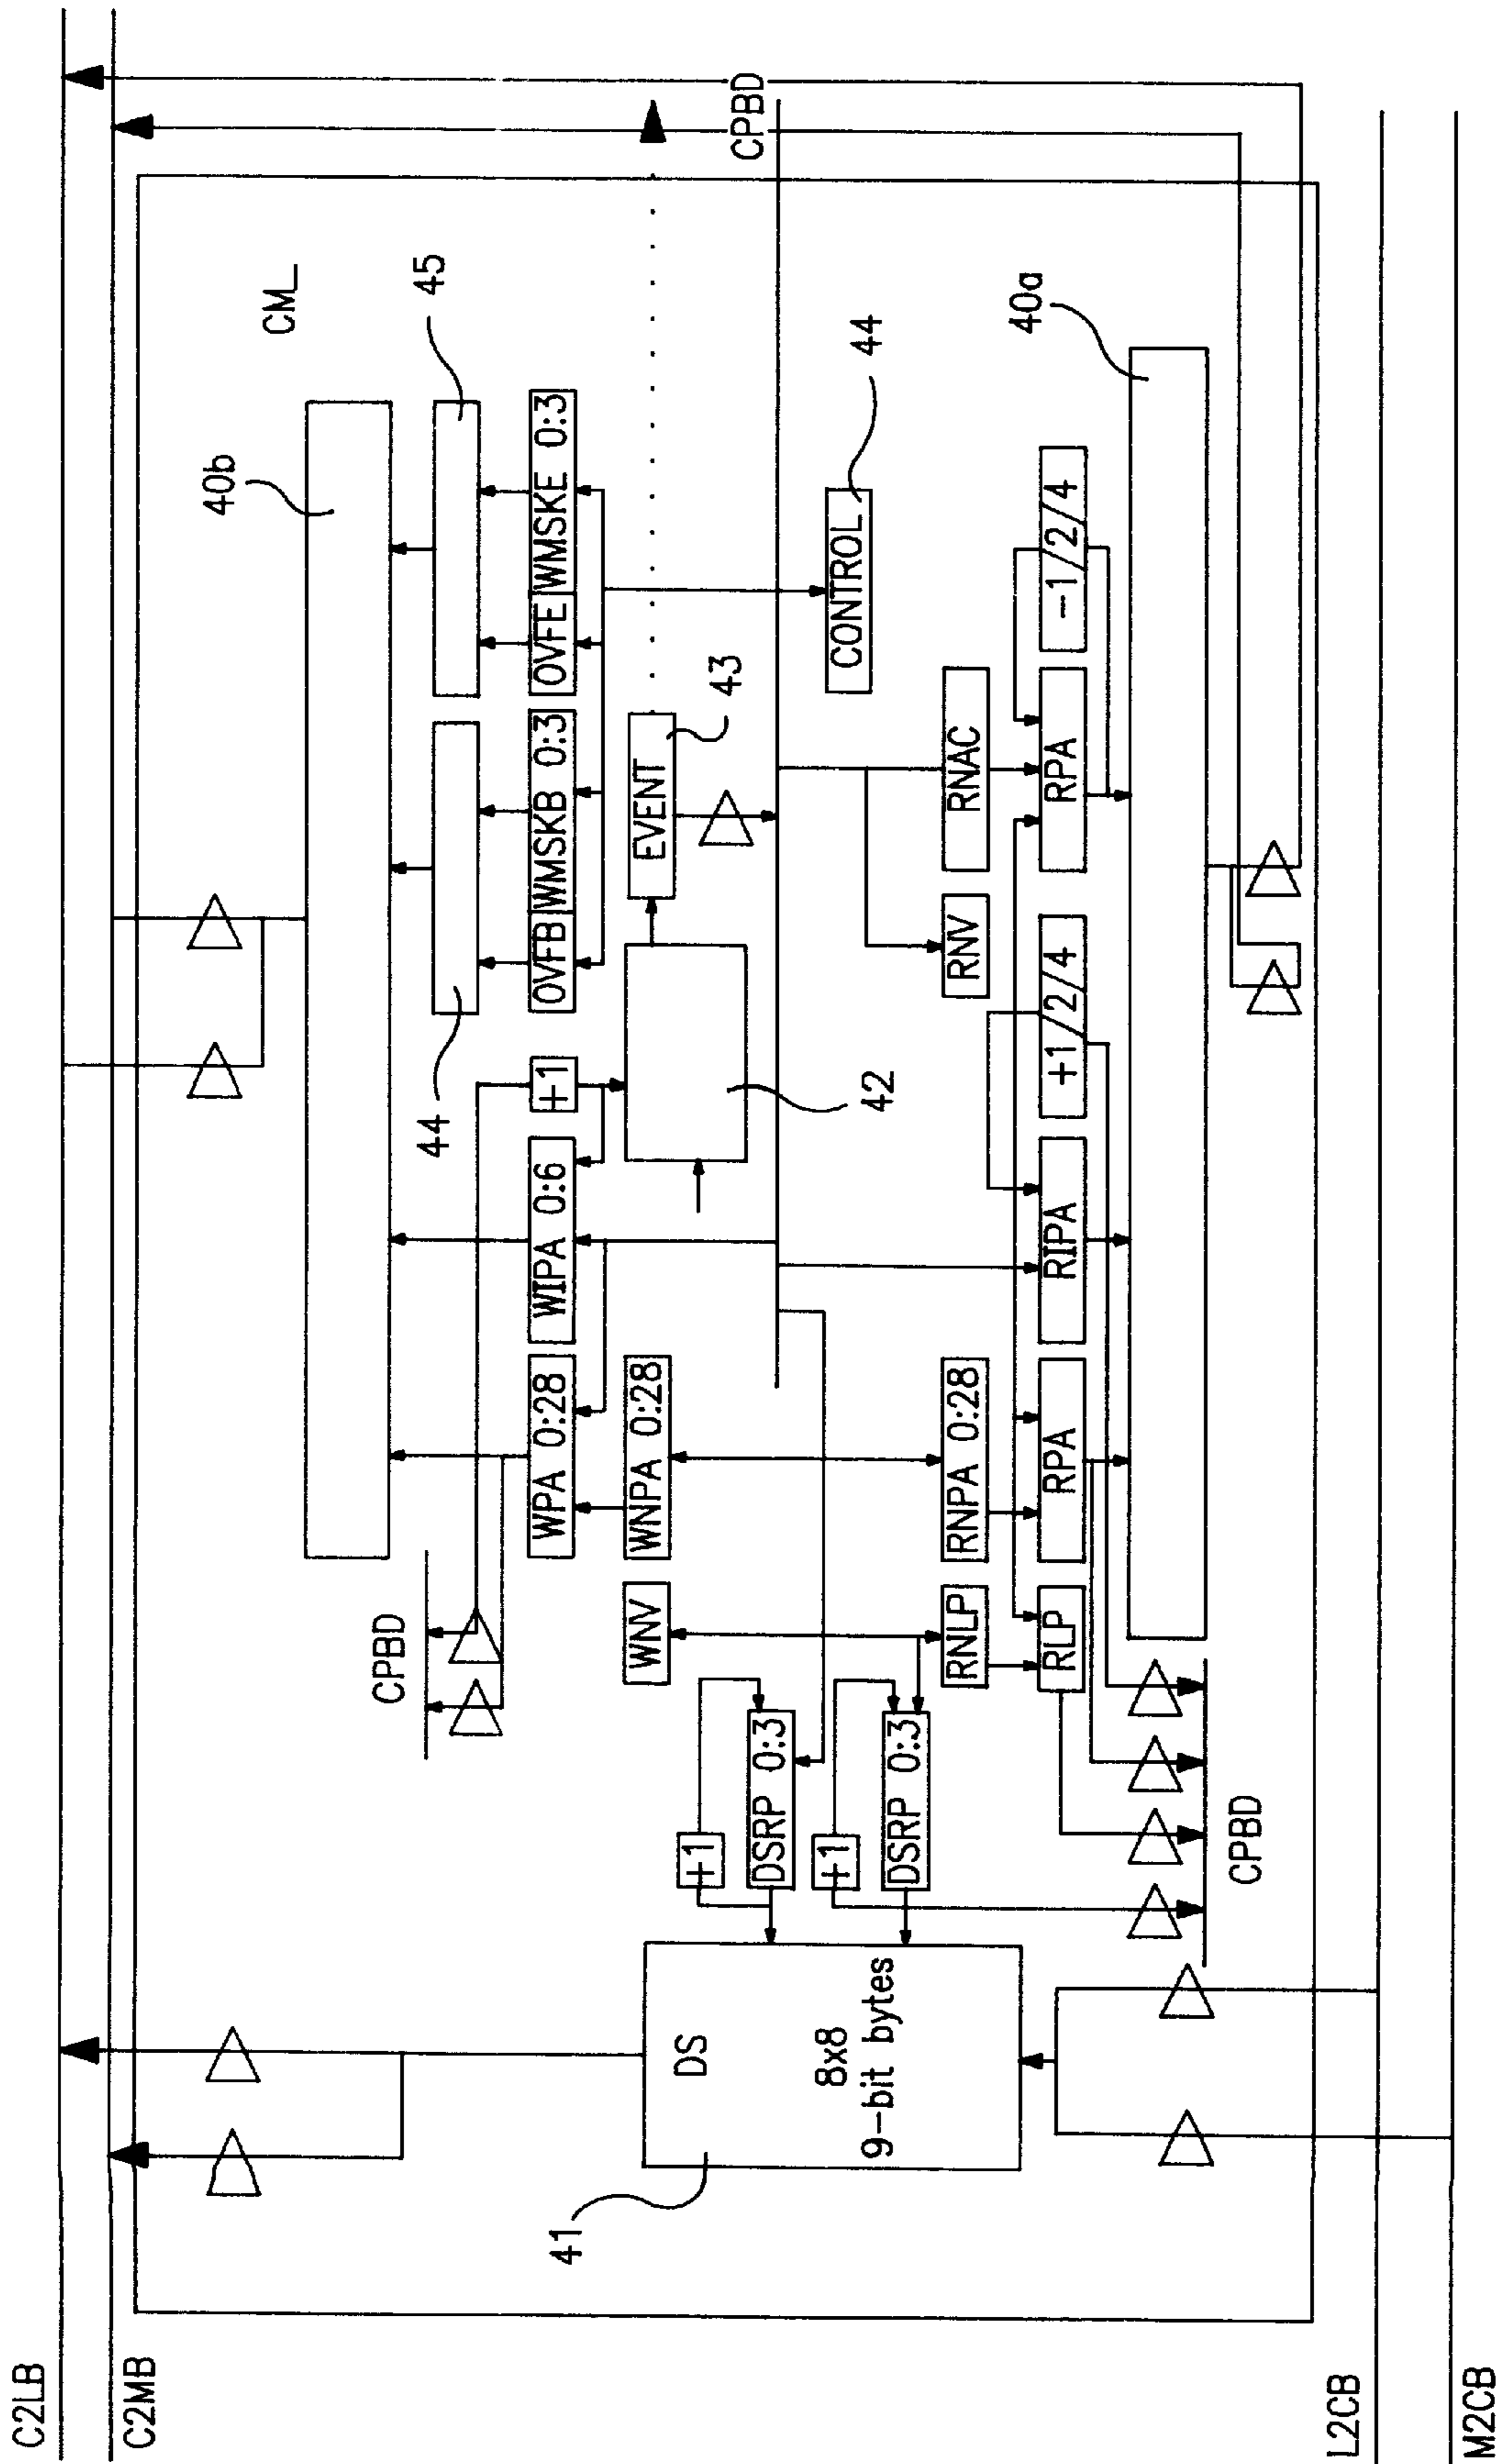 C2LB
C2MB
40b
CM
CPBD
44
45
WPA 0:28
WIPA 0:6
+1
OVFB
WMSKB 0:3
OVFE
WMSKE 0:3
41
WNV
WNPA 0:28
EVENT
43
CPBD
DS
8x8
9-bit bytes
+1
DSRP 0:3
+1
DSRP 0:3
42
CONTROL
44
RNLP
RNPA 0:28
RNV
RNAC
40a
RLP
RPA
RIPA
+1/2/4
RPA
-1/2/4
CPBD
L2CB
M2CB